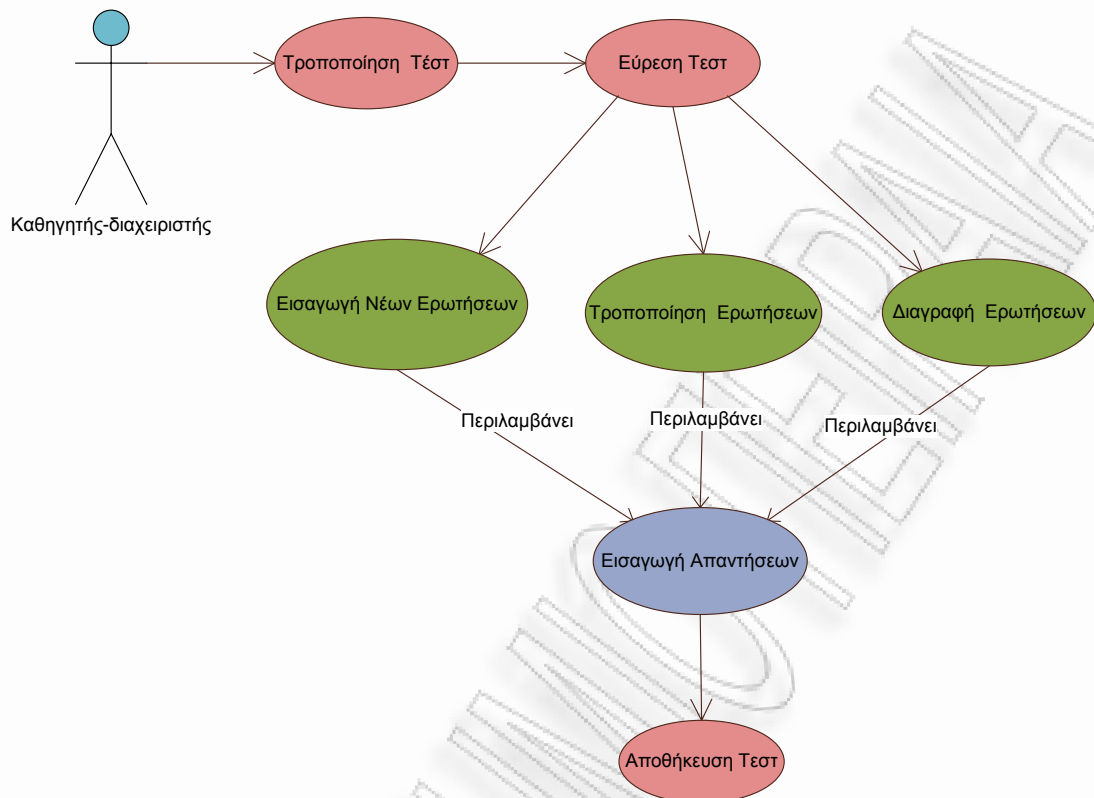 Τροποποίηση Τέστ
Εύρεση Τεστ
Καθηγητής-διαχειριστής
Εισαγωγή Νέων Ερωτήσεων
Τροποποίηση Ερωτήσεων
Διαγραφή Ερωτήσεων
Περιλαμβάνει
Περιλαμβάνει
Περιλαμβάνει
Εισαγωγή Απαντήσεων
Αποθήκευση Τεστ